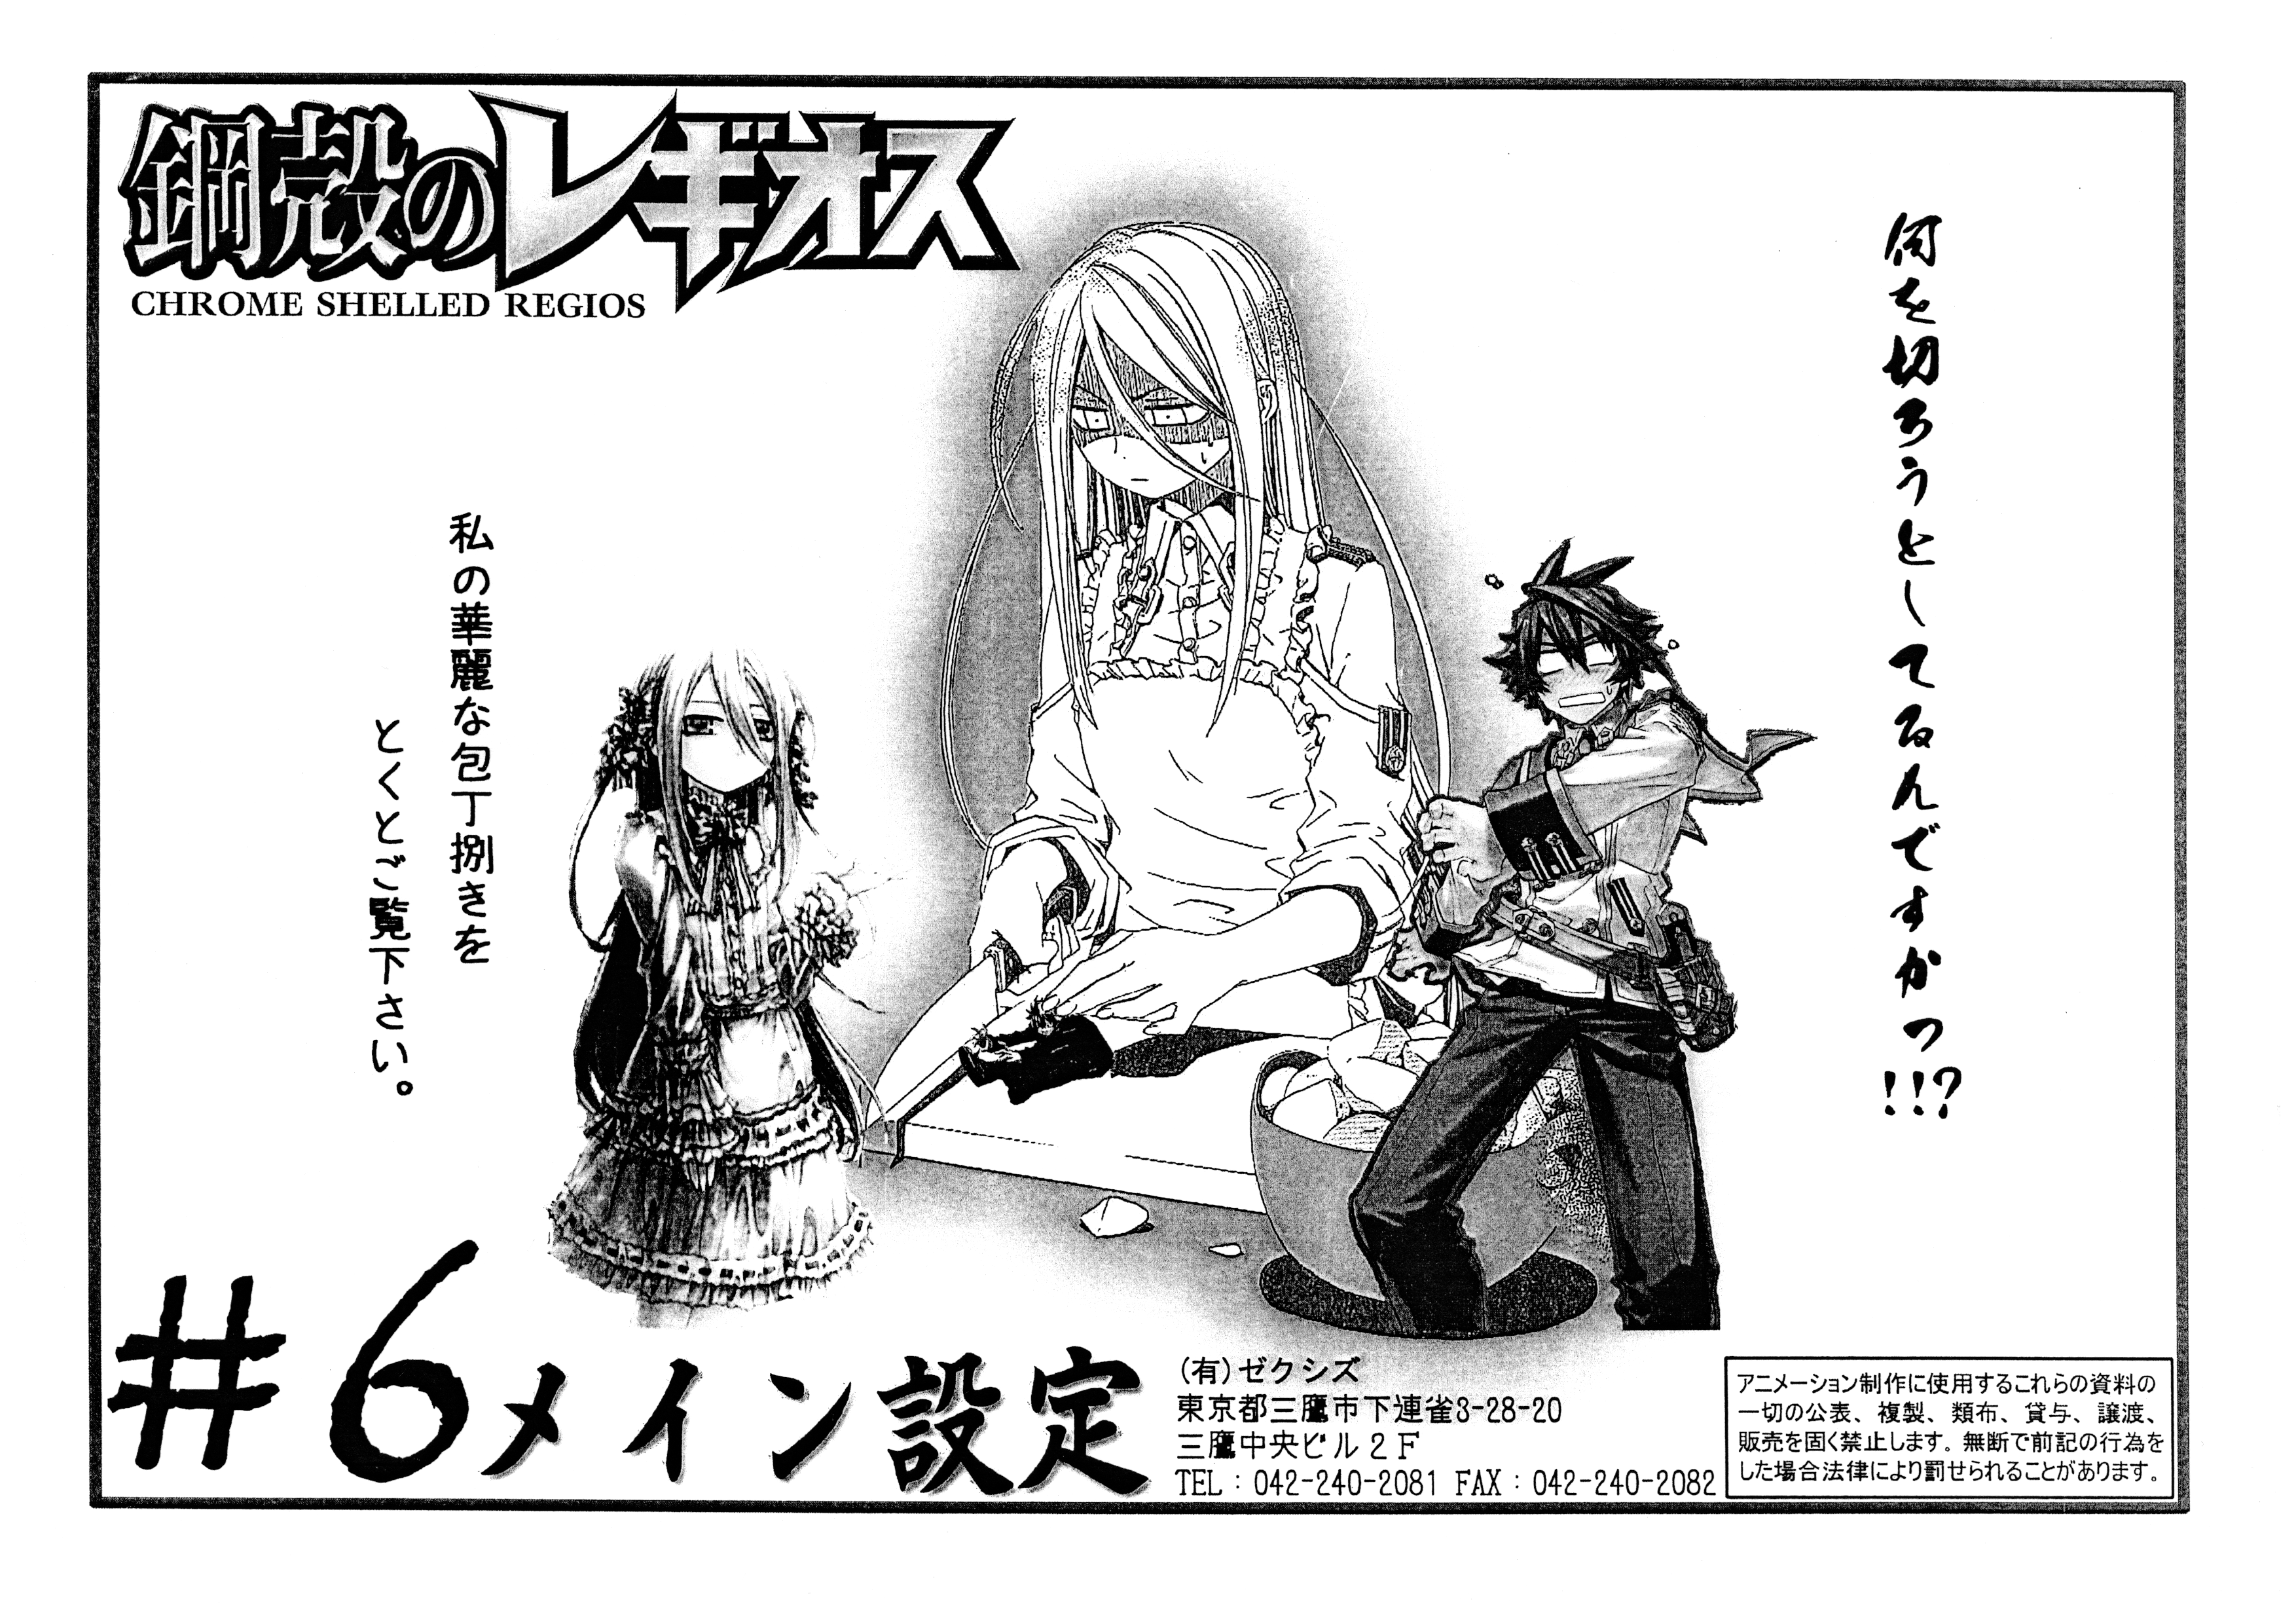 鋼殻のレギオス
CHROME SHELLED REGIOS
何を切ろうとしてるんですかっ!!?
私の華麗な包丁捌きを
とくとご覧下さい。
#6メイン設定
(有)ゼクシズ
東京都三鷹市下連雀3-28-20
三鷹中央ビル2F
TEL:042-240-2081 FAX:042-240-2082
アニメーション制作に使用するこれらの資料の
一切の公表、複製、類布、貸与、譲渡、
販売を固く禁止します。無断で前記の行為を
した場合法律により罰せられることがあります。